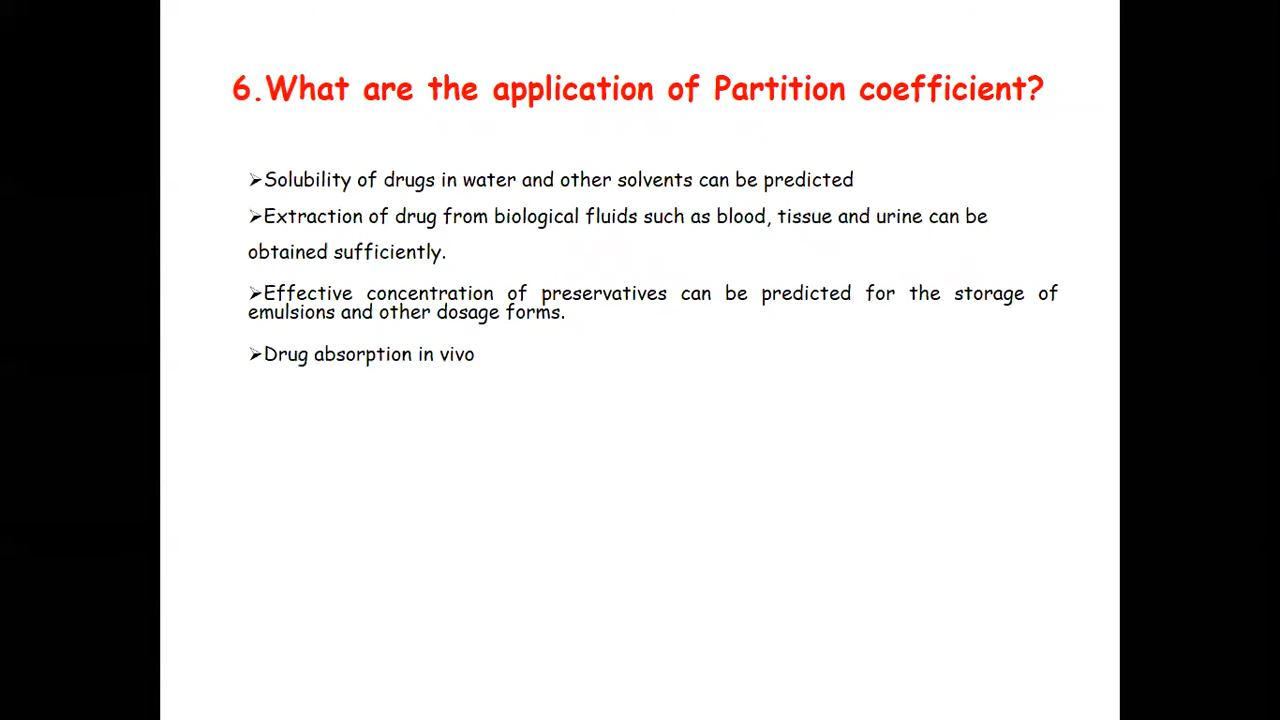 6.What are the application of Partition coefficient?
➢Solubility of drugs in water and other solvents can be predicted
➢Extraction of drug from biological fluids such as blood, tissue and urine can be
obtained sufficiently.
➢Effective concentration of preservatives can be predicted for the storage of
emulsions and other dosage forms.
➢Drug absorption in vivo